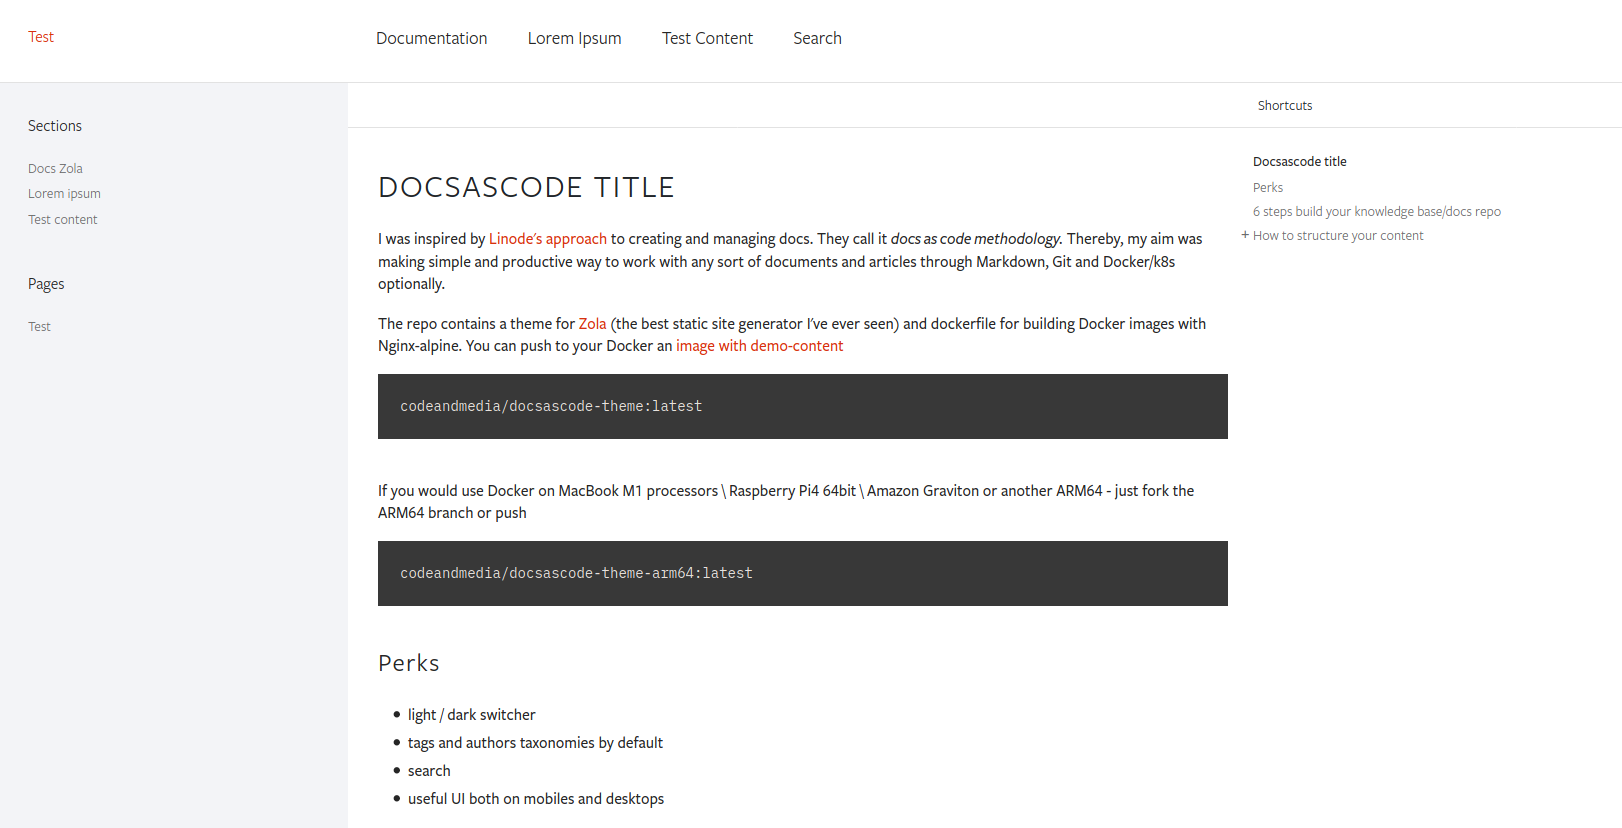 Test
Documentation Lorem Ipsum Test Content Search
Sections
Docs Zola
Lorem ipsum
Test content
Pages
Test
Shortcuts
DOCSASCODE TITLE
I was inspired by Linode's approach to creating and managing docs. They call it docs as code methodology. Thereby, my aim was
making simple and productive way to work with any sort of documents and articles through Markdown, Git and Docker/k8s
optionally.
The repo contains a theme for Zola (the best static site generator I've ever seen) and dockerfile for building Docker images with
Nginx-alpine. You can push to your Docker an image with demo-content
codeandmedia/docsascode-theme:latest
If you would use Docker on MacBook M1 processors \ Raspberry Pi4 64bit \ Amazon Graviton or another ARM64 - just fork the
ARM64 branch or push
codeandmedia/docsascode-theme-arm64:latest
Perks
• light / dark switcher
• tags and authors taxonomies by default
• search
• useful UI both on mobiles and desktops
Docsascode title
Perks
6 steps build your knowledge base/docs repo
+ How to structure your content